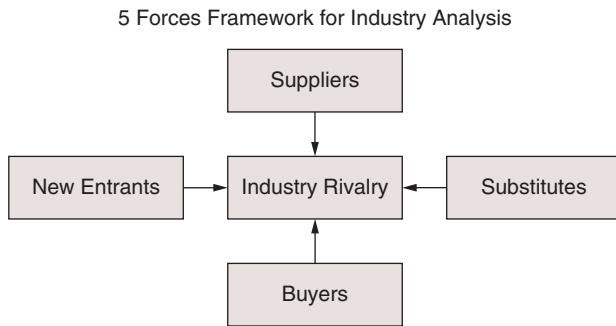 5 Forces Framework for Industry Analysis
Suppliers
New Entrants
Industry Rivalry
Substitutes
Buyers